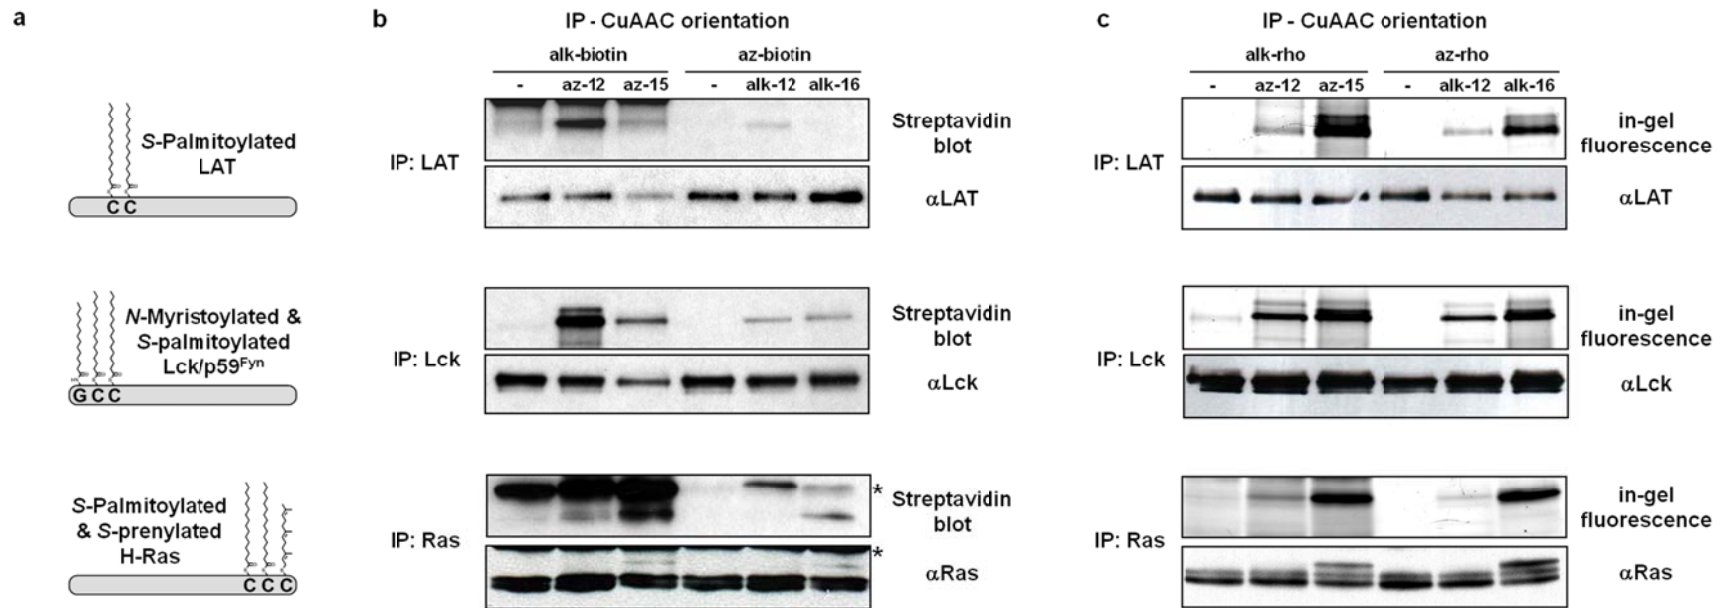 a
S-Palmitoylated
LAT
C C
N-Myristoylated &
S-palmitoylated
Lck/p59Fyn
G C C
S-Palmitoylated
& S-prenylated
H-Ras
C C C
b
IP - CuAAC orientation
alk-biotin az-biotin
- az-12 az-15 - alk-12 alk-16
IP: LAT
Streptavidin
blot
αLAT
IP: Lck
Streptavidin
blot
αLck
IP: Ras
* Streptavidin
blot
*
αRas
c
IP - CuAAC orientation
alk-rho az-rho
- az-12 az-15 - alk-12 alk-16
IP: LAT
in-gel
fluorescence
αLAT
IP: Lck
in-gel
fluorescence
αLck
IP: Ras
in-gel
fluorescence
αRas